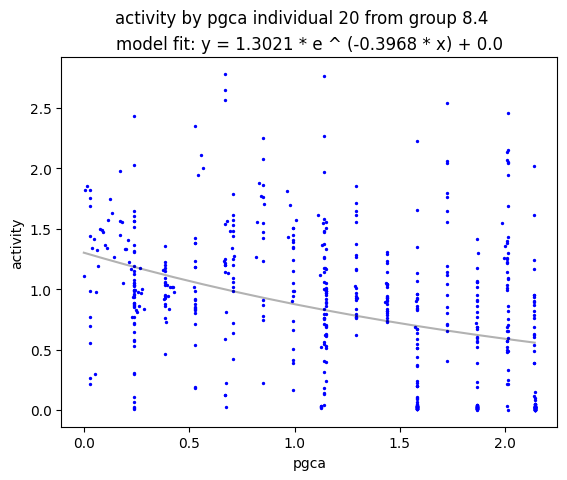 activity by pgca individual 20 from group 8.4
model fit: y = 1.3021 * e ^ (-0.3968 * x) + 0.0
2.5
2.0
1.5
1.0
0.5
0.0
activity
0.0 0.5 1.0 1.5 2.0
pgca